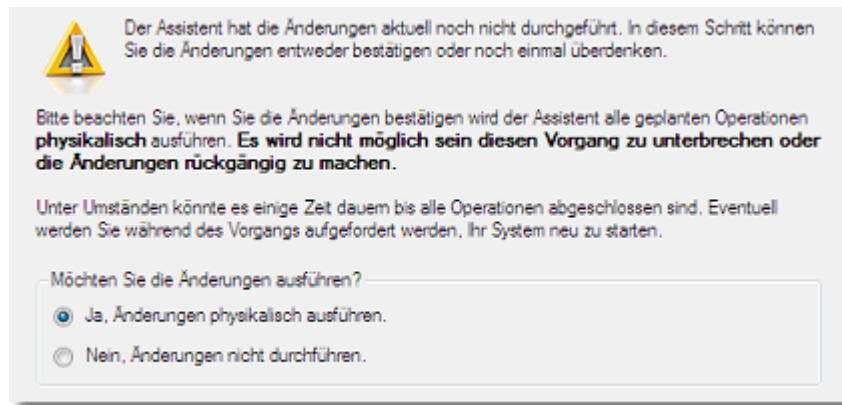 Der Assistent hat die Änderungen aktuell noch nicht durchgeführt. In diesem Schritt können
Sie die Änderungen entweder bestätigen oder noch einmal überdenken.
Bitte beachten Sie, wenn Sie die Änderungen bestätigen wird der Assistent alle geplanten Operationen
physikalisch ausführen. Es wird nicht möglich sein diesen Vorgang zu unterbrechen oder
die Änderungen rückgängig zu machen.
Unter Umständen könnte es einige Zeit dauern bis alle Operationen abgeschlossen sind. Eventuell
werden Sie während des Vorgangs aufgefordert werden, Ihr System neu zu starten.
Möchten Sie die Änderungen ausführen?
Ja, Änderungen physikalisch ausführen.
Nein, Änderungen nicht durchführen.